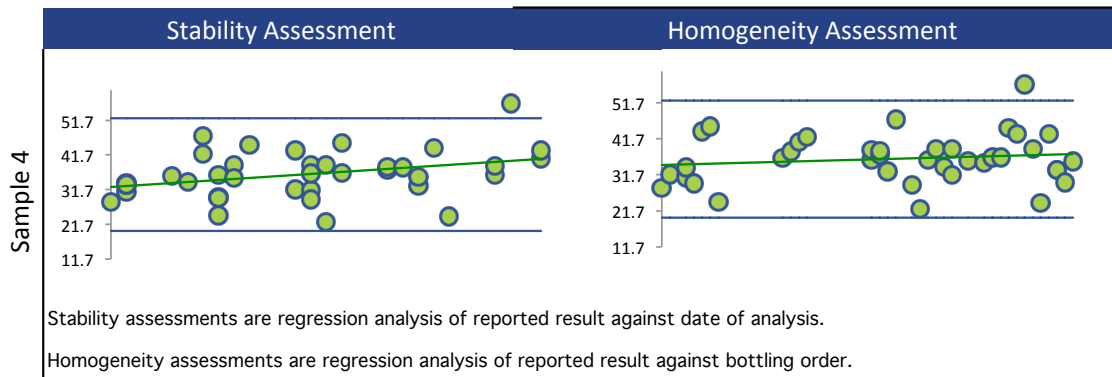 Stability Assessment
Homogeneity Assessment
Sample 4
51.7
41.7
31.7
21.7
11.7
51.7
41.7
31.7
21.7
11.7
Stability assessments are regression analysis of reported result against date of analysis.
Homogeneity assessments are regression analysis of reported result against bottling order.